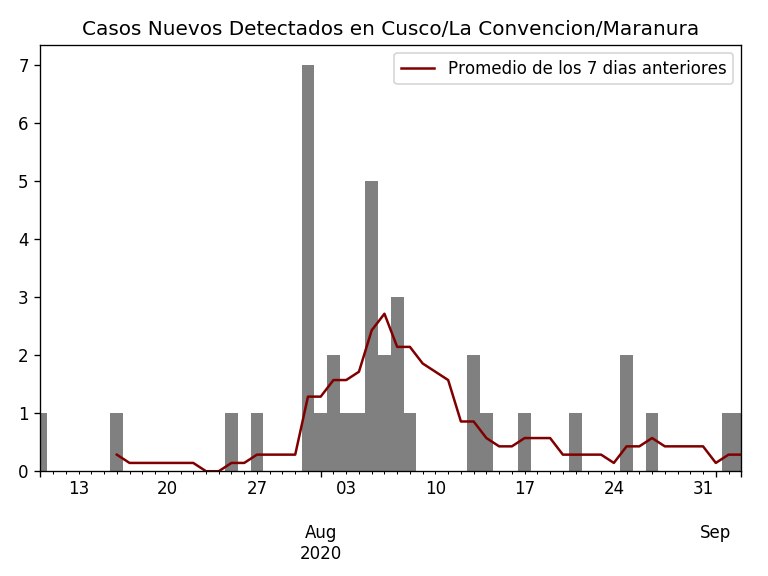 Casos Nuevos Detectados en Cusco/La Convencion/Maranura
Promedio de los 7 dias anteriores
7
6
5
4
3
2
1
0
13 20 27 03 10 17 24 31
Aug Sep
2020